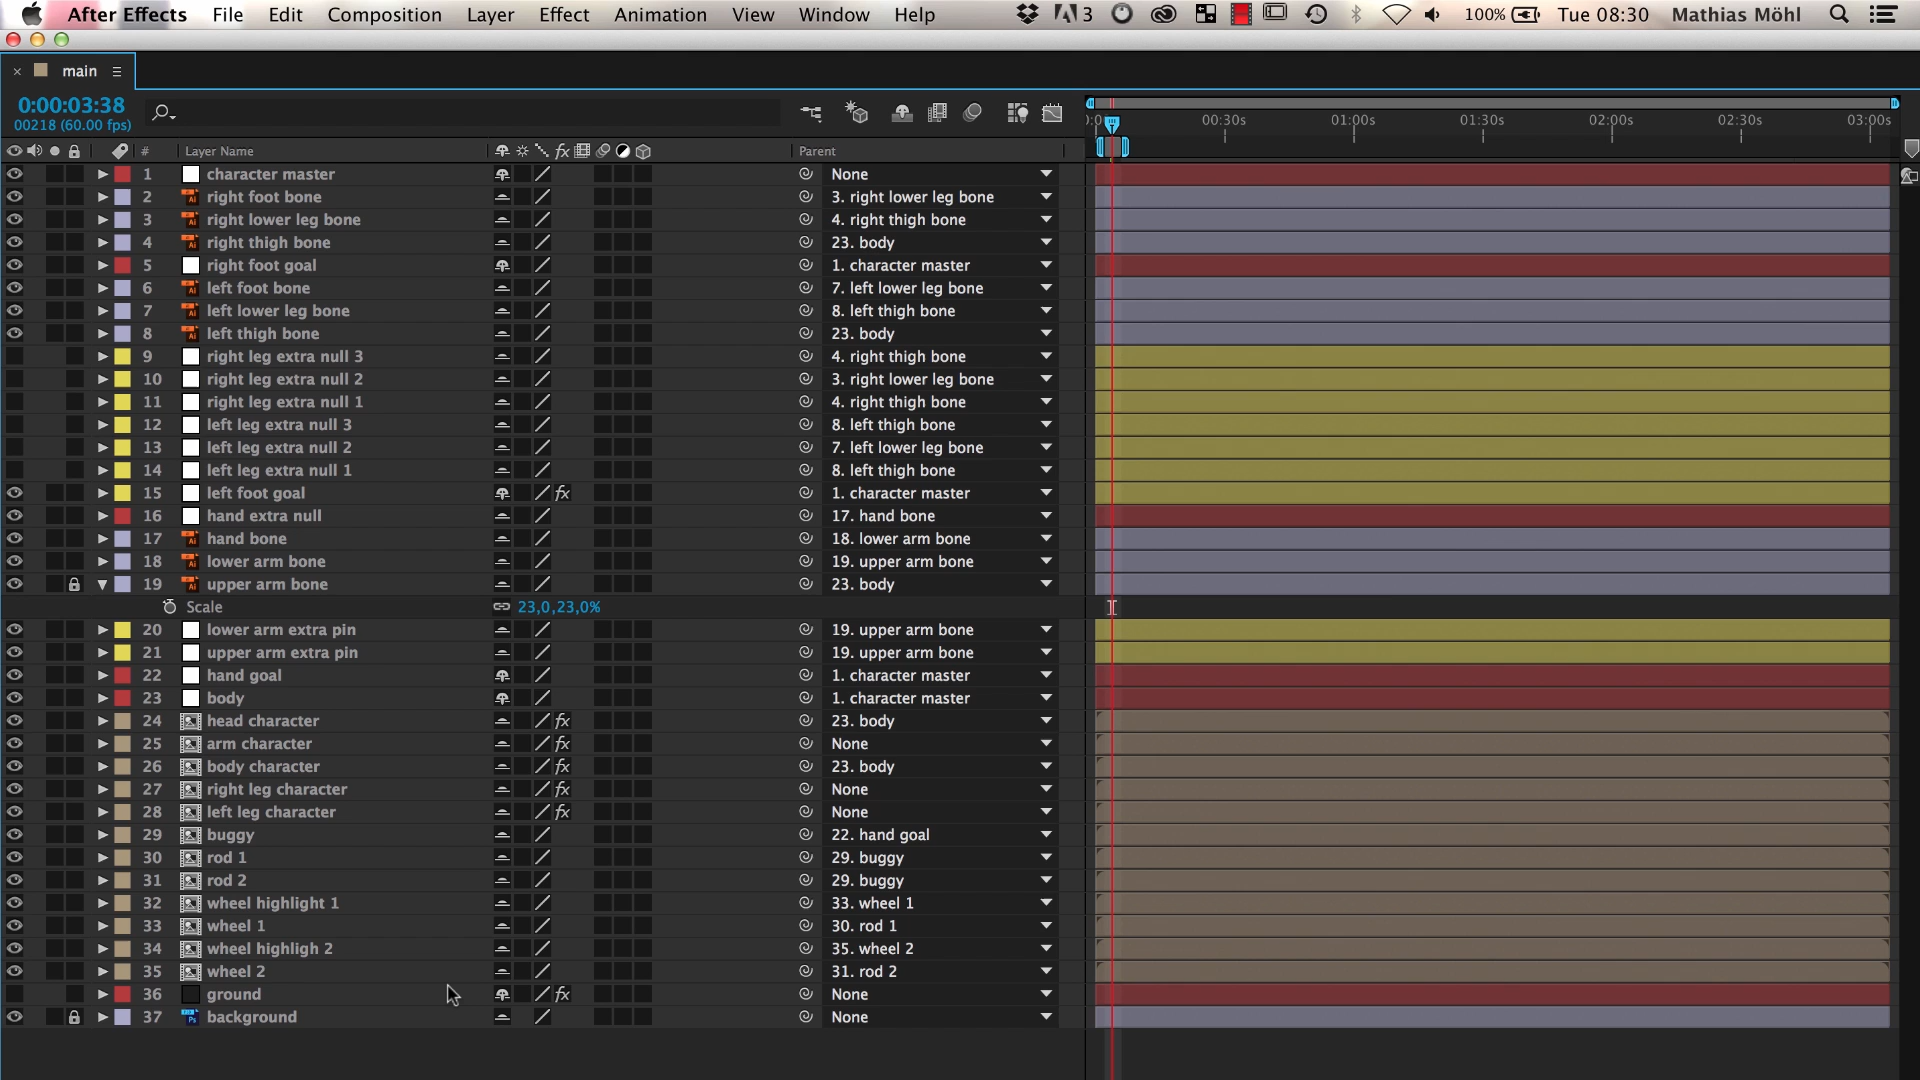 After Effects File Edit Composition Layer Effect Animation View Window Help 3 100% Tue 08:30 Mathias Möhl
× main
0:00:03:38
00218 (60.00 fps)
00:30s 01:00s 01:30s 02:00s 02:30s 03:00s
# Layer Name fx Parent
1 character master None
2 right foot bone 3. right lower leg bone
3 right lower leg bone 4. right thigh bone
4 right thigh bone 23. body
5 right foot goal 1. character master
6 left foot bone 7. left lower leg bone
7 left lower leg bone 8. left thigh bone
8 left thigh bone 23. body
9 right leg extra null 3 4. right thigh bone
10 right leg extra null 2 3. right lower leg bone
11 right leg extra null 1 4. right thigh bone
12 left leg extra null 3 8. left thigh bone
13 left leg extra null 2 7. left lower leg bone
14 left leg extra null 1 8. left thigh bone
15 left foot goal fx 1. character master
16 hand extra null 17. hand bone
17 hand bone 18. lower arm bone
18 lower arm bone 19. upper arm bone
19 upper arm bone 23. body
Scale 23,0,23,0%
20 lower arm extra pin 19. upper arm bone
21 upper arm extra pin 19. upper arm bone
22 hand goal 1. character master
23 body 1. character master
24 head character fx 23. body
25 arm character fx None
26 body character fx 23. body
27 right leg character fx None
28 left leg character fx None
29 buggy 22. hand goal
30 rod 1 29. buggy
31 rod 2 29. buggy
32 wheel highlight 1 33. wheel 1
33 wheel 1 30. rod 1
34 wheel highligh 2 35. wheel 2
35 wheel 2 31. rod 2
36 ground fx None
37 background None